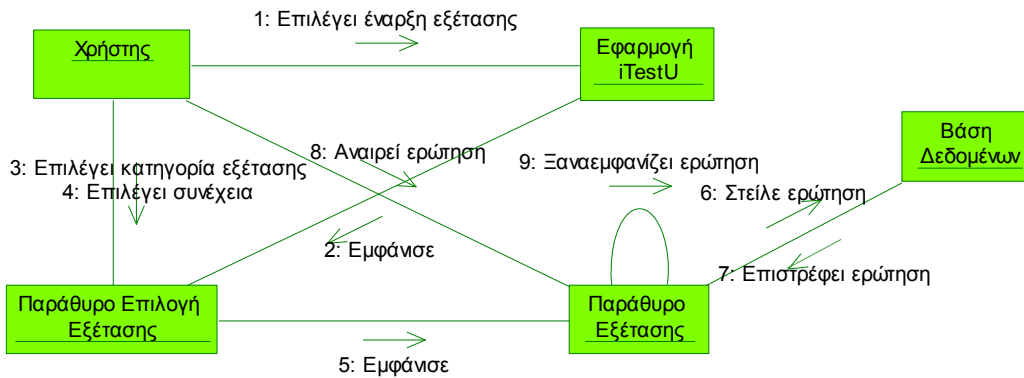 1: Επιλέγει έναρξη εξέτασης
Χρήστης
Εφαρμογή
iTestU
Βάση
Δεδομένων
3: Επιλέγει κατηγορία εξέτασης
4: Επιλέγει συνέχεια
8: Αναιρεί ερώτηση
9: Ξαναεμφανίζει ερώτηση
6: Στείλε ερώτηση
2: Εμφάνισε
7: Επιστρέφει ερώτηση
Παράθυρο Επιλογή
Εξέτασης
Παράθυρο
Εξέτασης
5: Εμφάνισε